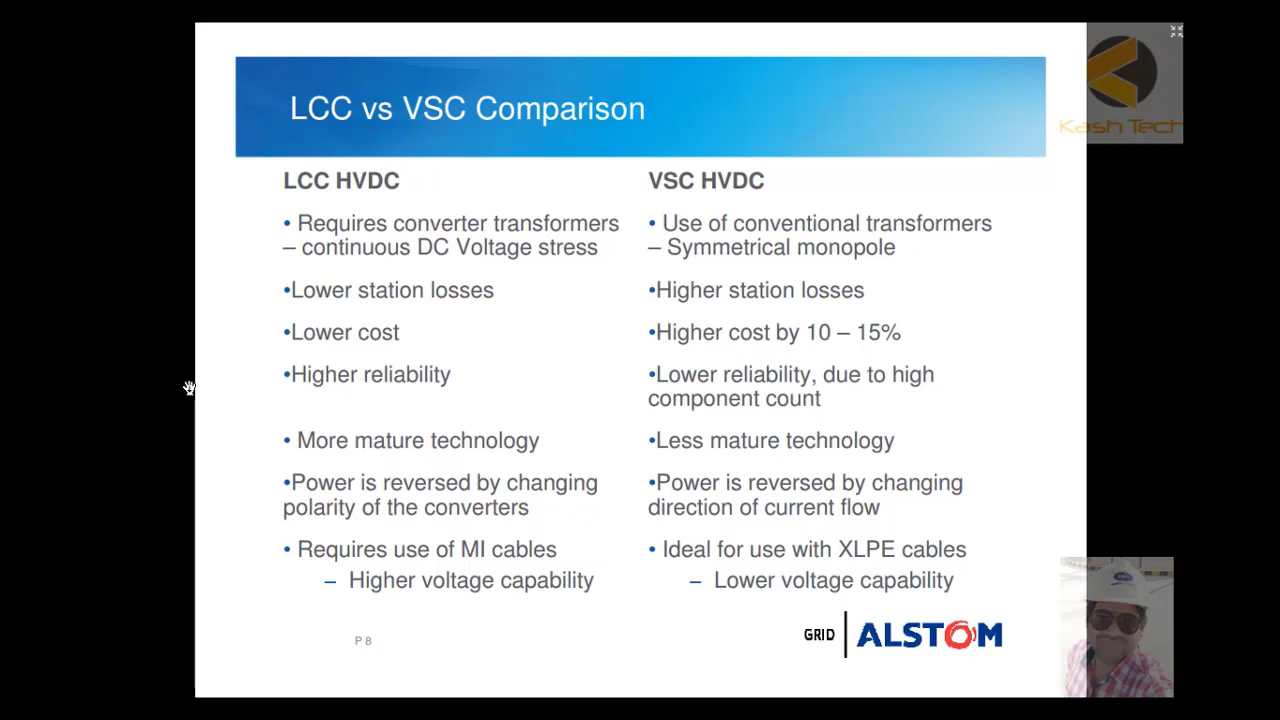 LCC vs VSC Comparison
LCC HVDC
• Requires converter transformers
– continuous DC Voltage stress
•Lower station losses
•Lower cost
•Higher reliability
• More mature technology
•Power is reversed by changing
polarity of the converters
• Requires use of MI cables
– Higher voltage capability
VSC HVDC
• Use of conventional transformers
– Symmetrical monopole
•Higher station losses
•Higher cost by 10 – 15%
•Lower reliability, due to high
component count
•Less mature technology
•Power is reversed by changing
direction of current flow
• Ideal for use with XLPE cables
– Lower voltage capability
P 8
GRID
ALSTOM
Kash Tech